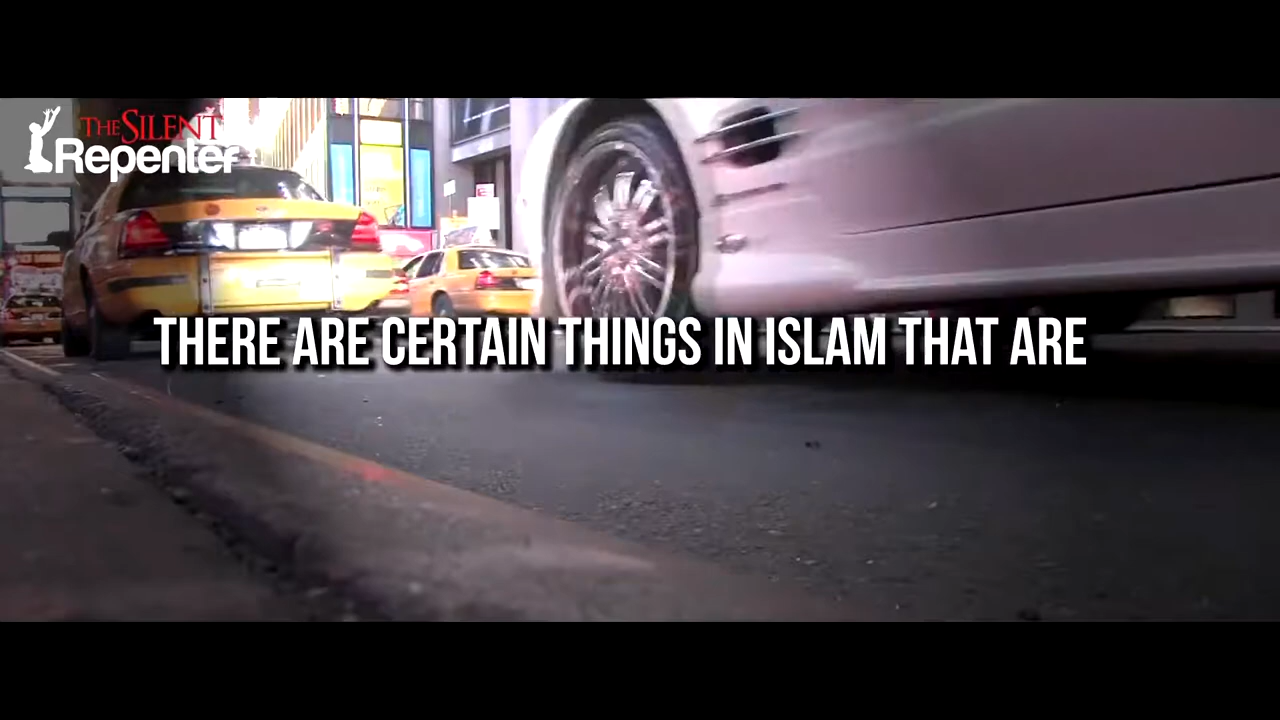 THE SILENT
Repenter
THERE ARE CERTAIN THINGS IN ISLAM THAT ARE